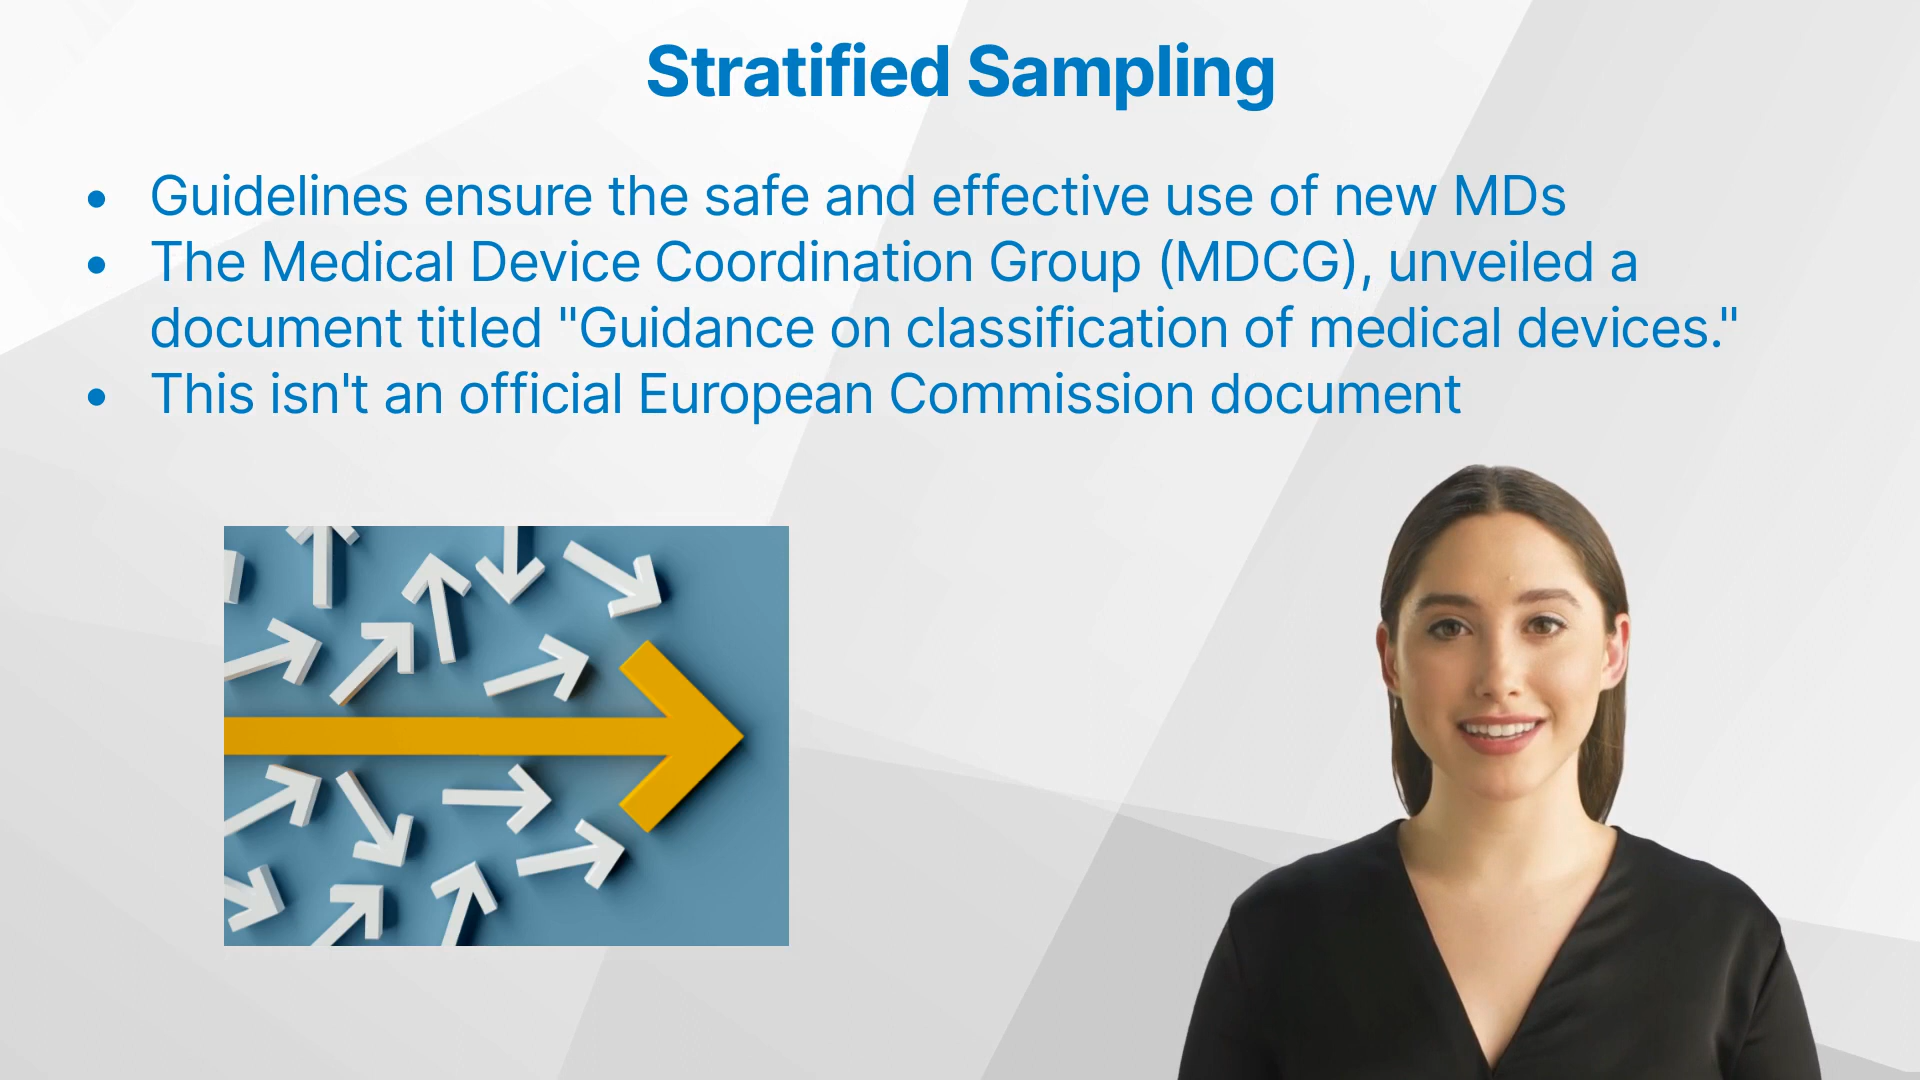 Stratified Sampling
• Guidelines ensure the safe and effective use of new MDs
• The Medical Device Coordination Group (MDCG), unveiled a
document titled "Guidance on classification of medical devices."
• This isn't an official European Commission document